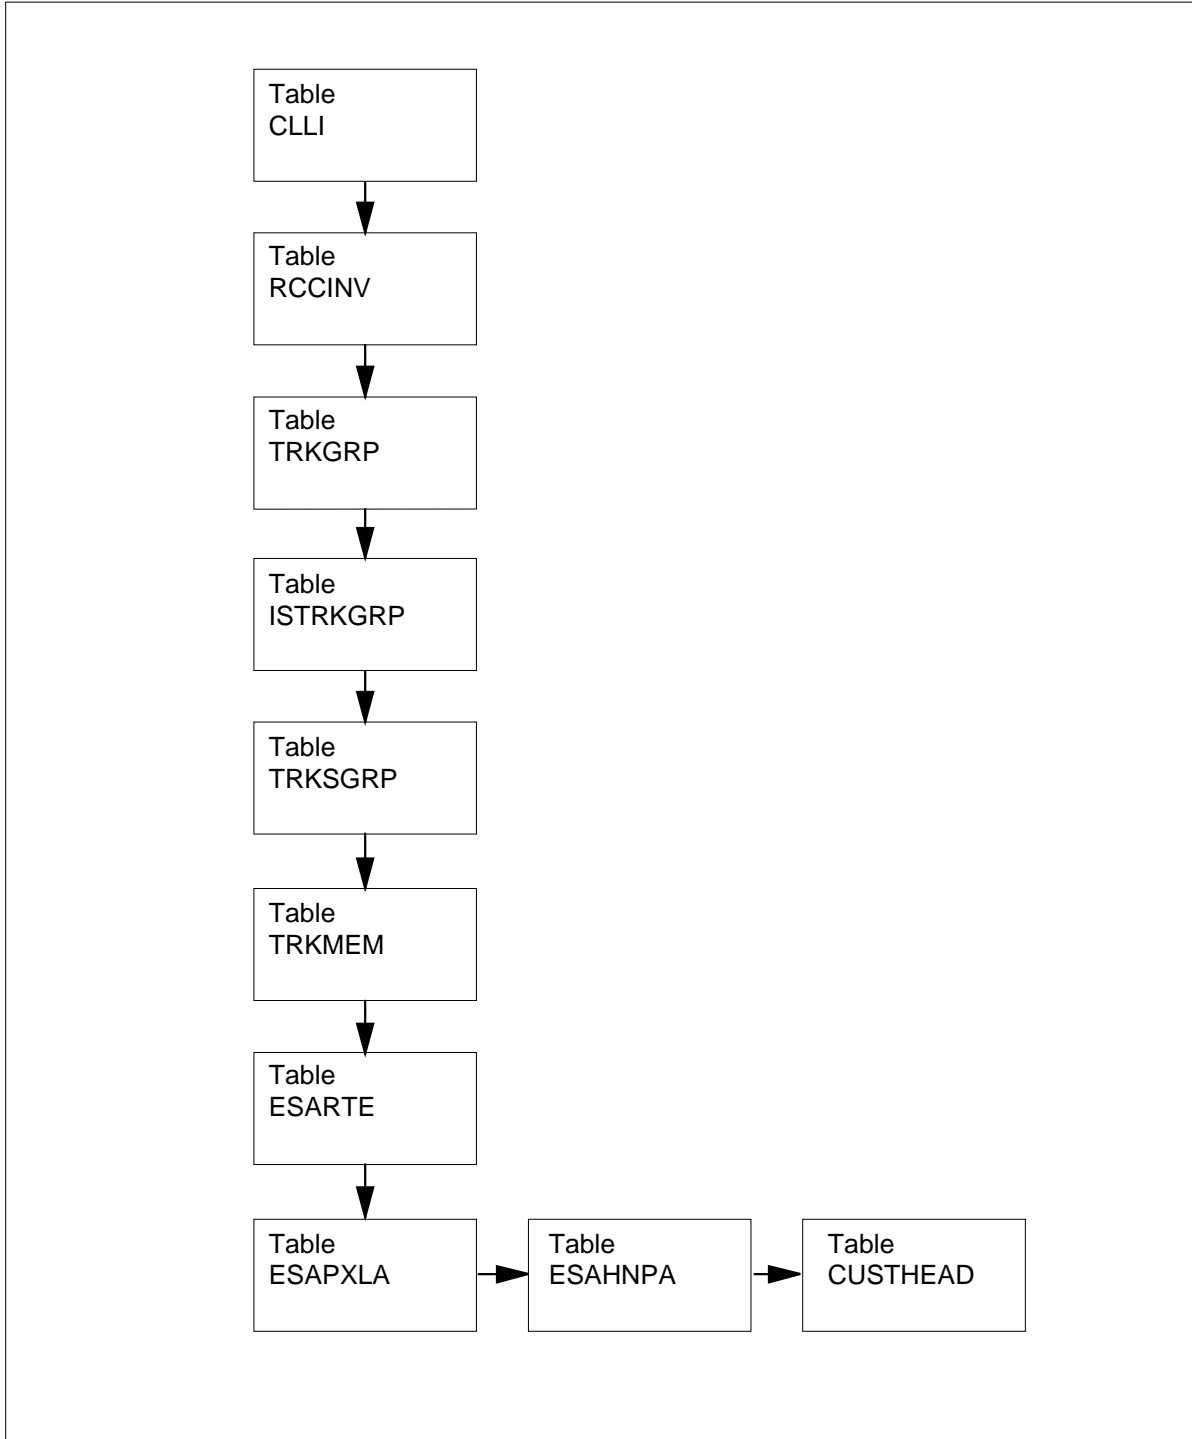 Table
CLLI
Table
RCCINV
Table
TRKGRP
Table
ISTRKGRP
Table
TRKSGRP
Table
TRKMEM
Table
ESARTE
Table
ESAPXLA
Table
ESAHNPA
Table
CUSTHEAD